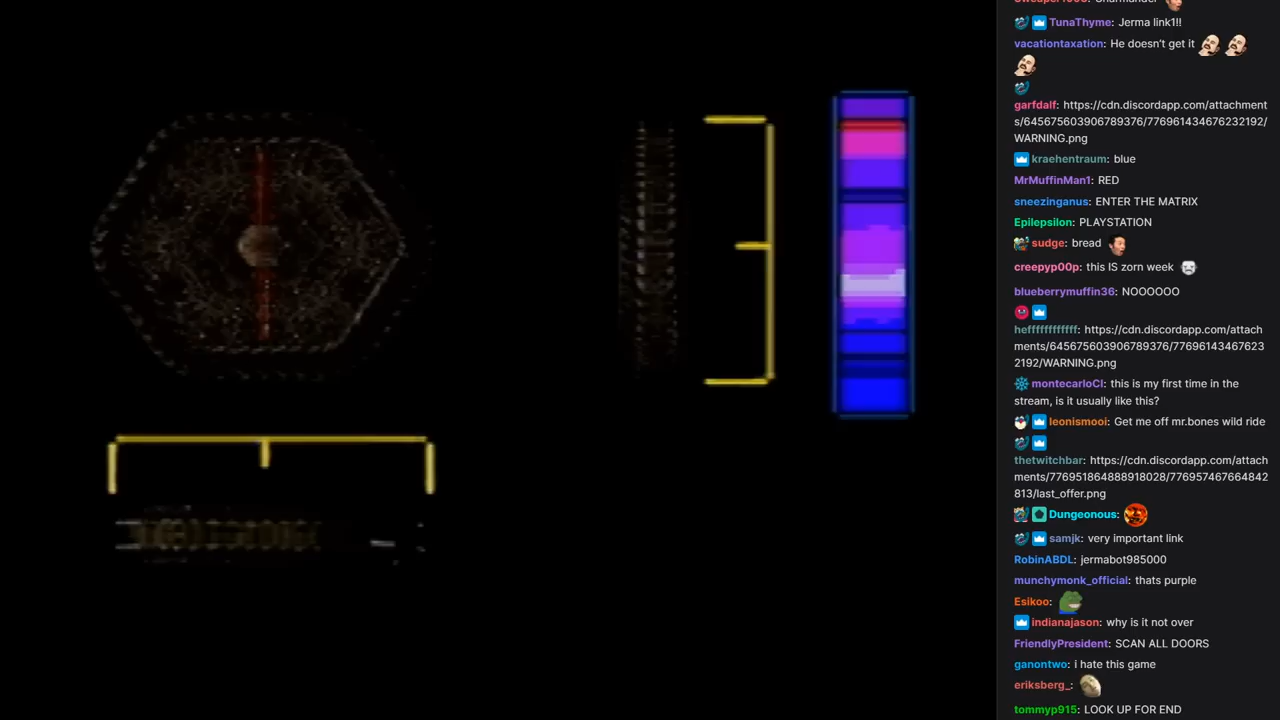 TunaThyme: Jerma link1!!
vacationtaxation: He doesn't get it
garfdalf: https://cdn.discordapp.com/attachment
s/645675603906789376/776961434676232192/
WARNING.png
kraehentraum: blue
MrMuffinMan1: RED
sneezinganus: ENTER THE MATRIX
Epilepsilon: PLAYSTATION
sudge: bread
creepyp00p: this IS zorn week
blueberrymuffin36: NOOOOOO
heffffffffffff: https://cdn.discordapp.com/attach
ments/645675603906789376/77696143467623
2192/WARNING.png
montecarloCl: this is my first time in the
stream, is it usually like this?
leonismooi: Get me off mr.bones wild ride
thetwitchbar: https://cdn.discordapp.com/attach
ments/776951864888918028/776957467664842
813/last_offer.png
Dungeonous:
samjk: very important link
RobinABDL: jermabot985000
munchymonk_official: thats purple
Esikoo:
indianajason: why is it not over
FriendlyPresident: SCAN ALL DOORS
ganontwo: i hate this game
eriksberg_:
tommyp915: LOOK UP FOR END